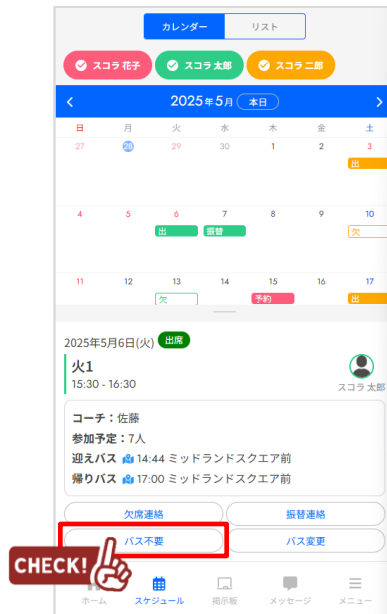 カレンダー リスト
スコラ 花子 スコラ 太郎 スコラ 二郎
2025年5月 本日
日 月 火 水 木 金 土
27 28 29 30 1 2 3
出
4 5 6 7 8 9 10
出 振替 欠
11 12 13 14 15 16 17
欠 予約 出
2025年5月6日(火) 出席
火1
15:30 - 16:30
スコラ 太郎
コーチ：佐藤
参加予定：7人
迎えバス 14:44 ミッドランドスクエア前
帰りバス 17:00 ミッドランドスクエア前
欠席連絡 振替連絡
バス不要 バス変更
CHECK!
ホーム スケジュール 掲示板 メッセージ メニュー